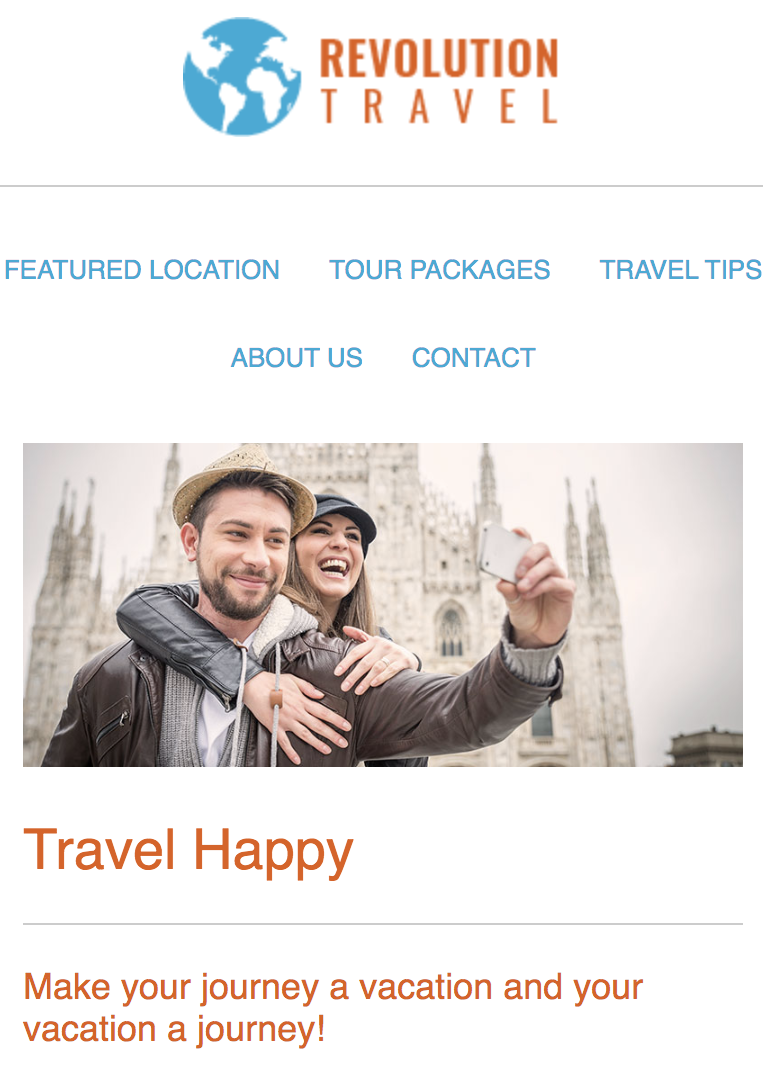 REVOLUTION
TRAVEL
FEATURED LOCATION TOUR PACKAGES TRAVEL TIPS
ABOUT US CONTACT
Travel Happy
Make your journey a vacation and your
vacation a journey!